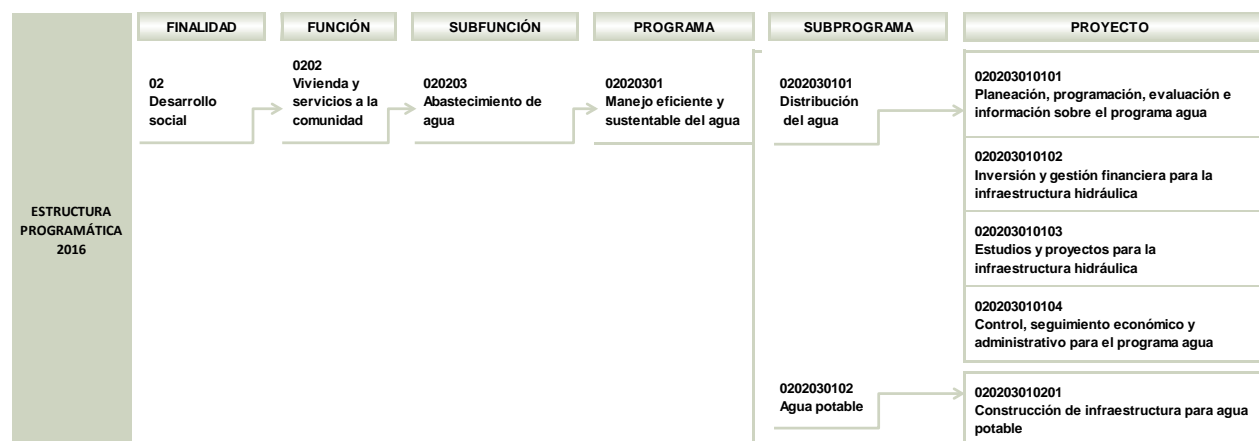 FINALIDAD
FUNCIÓN
SUBFUNCIÓN
PROGRAMA
SUBPROGRAMA
PROYECTO
ESTRUCTURA
PROGRAMÁTICA
2016
02
Desarrollo
social
0202
Vivienda y
servicios a la
comunidad
020203
Abastecimiento de
agua
02020301
Manejo eficiente y
sustentable del agua
0202030101
Distribución
del agua
020203010101
Planeación, programación, evaluación e
información sobre el programa agua
020203010102
Inversión y gestión financiera para la
infraestructura hidráulica
020203010103
Estudios y proyectos para la
infraestructura hidráulica
020203010104
Control, seguimiento económico y
administrativo para el programa agua
0202030102
Agua potable
020203010201
Construcción de infraestructura para agua
potable